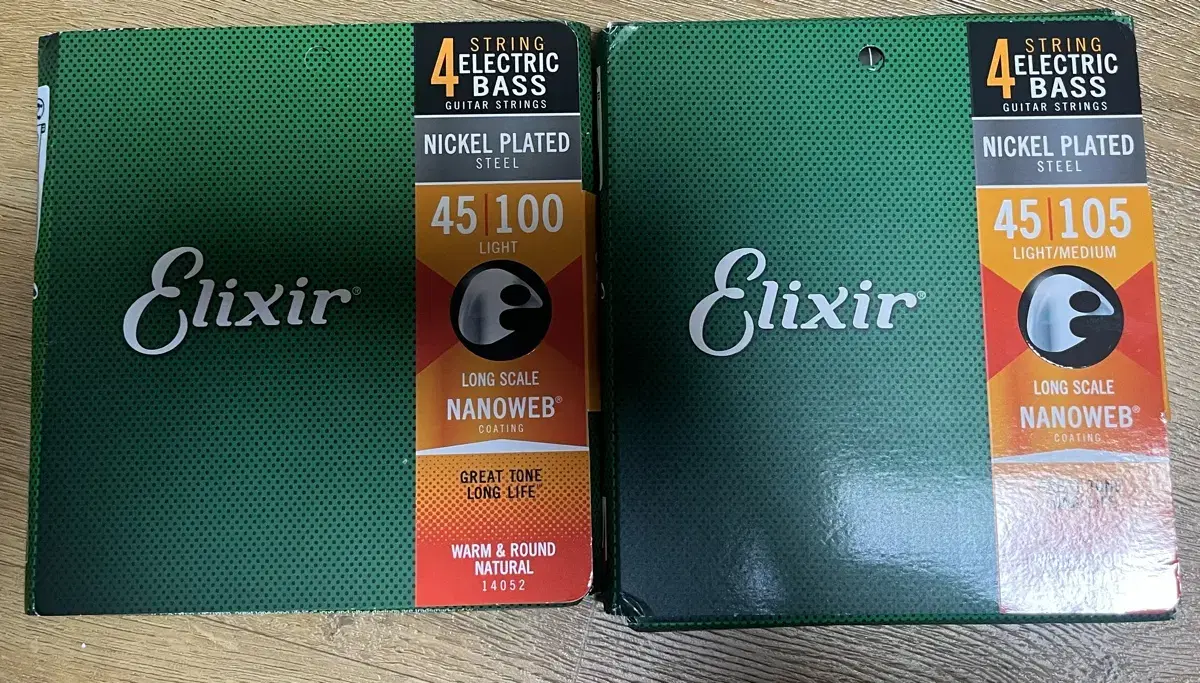 4 STRING
ELECTRIC
BASS
GUITAR STRINGS
NICKEL PLATED
STEEL
45|100
LIGHT
Elixir®
LONG SCALE
NANOWEB®
COATING
GREAT TONE
LONG LIFE
WARM & ROUND
NATURAL
14052
4 STRING
ELECTRIC
BASS
GUITAR STRINGS
NICKEL PLATED
STEEL
45|105
LIGHT/MEDIUM
Elixir®
LONG SCALE
NANOWEB®
COATING